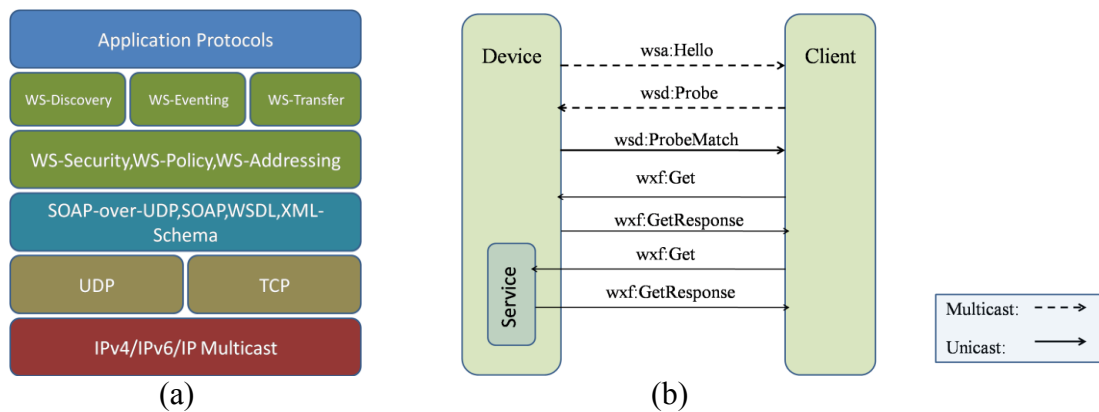 Application Protocols
WS-Discovery
WS-Eventing
WS-Transfer
WS-Security,WS-Policy,WS-Addressing
SOAP-over-UDP,SOAP,WSDL,XML-
Schema
UDP
TCP
IPv4/IPv6/IP Multicast
(a)
Device
Client
wsa:Hello
wsd:Probe
wsd:ProbeMatch
wxf:Get
wxf:GetResponse
wxf:Get
wxf:GetResponse
Service
(b)
Multicast:
Unicast: